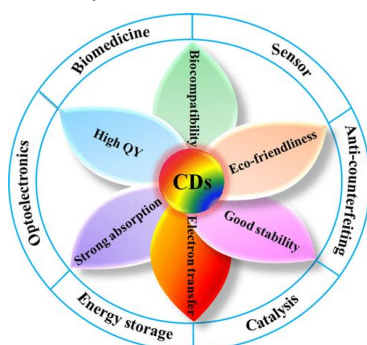 Biomedicine
Sensor
Anti-counterfeiting
Catalysis
Energy storage
Optoelectronics
Biocompatibility
Eco-friendliness
Good stability
Electron transfer
Strong absorption
High QY
CDs